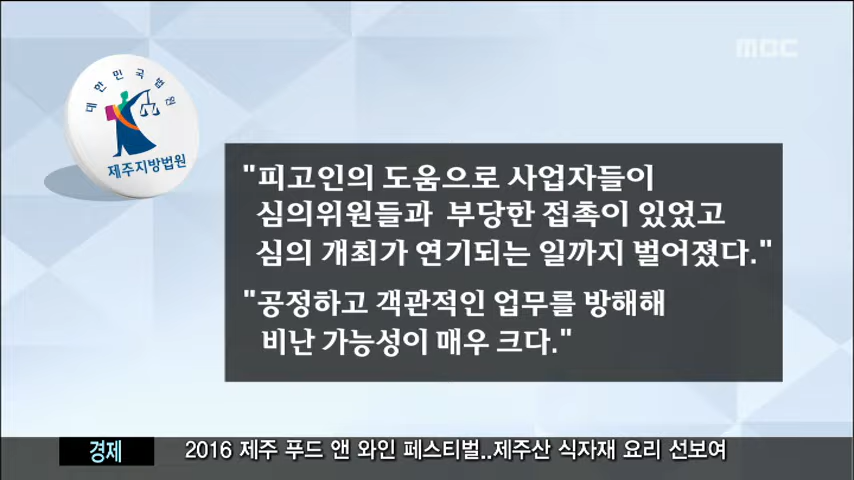 MBC
대한민국법원
제주지방법원
"피고인의 도움으로 사업자들이
심의위원들과 부당한 접촉이 있었고
심의 개최가 연기되는 일까지 벌어졌다."
"공정하고 객관적인 업무를 방해해
비난 가능성이 매우 크다."
경제 2016 제주 푸드 앤 와인 페스티벌..제주산 식자재 요리 선보여